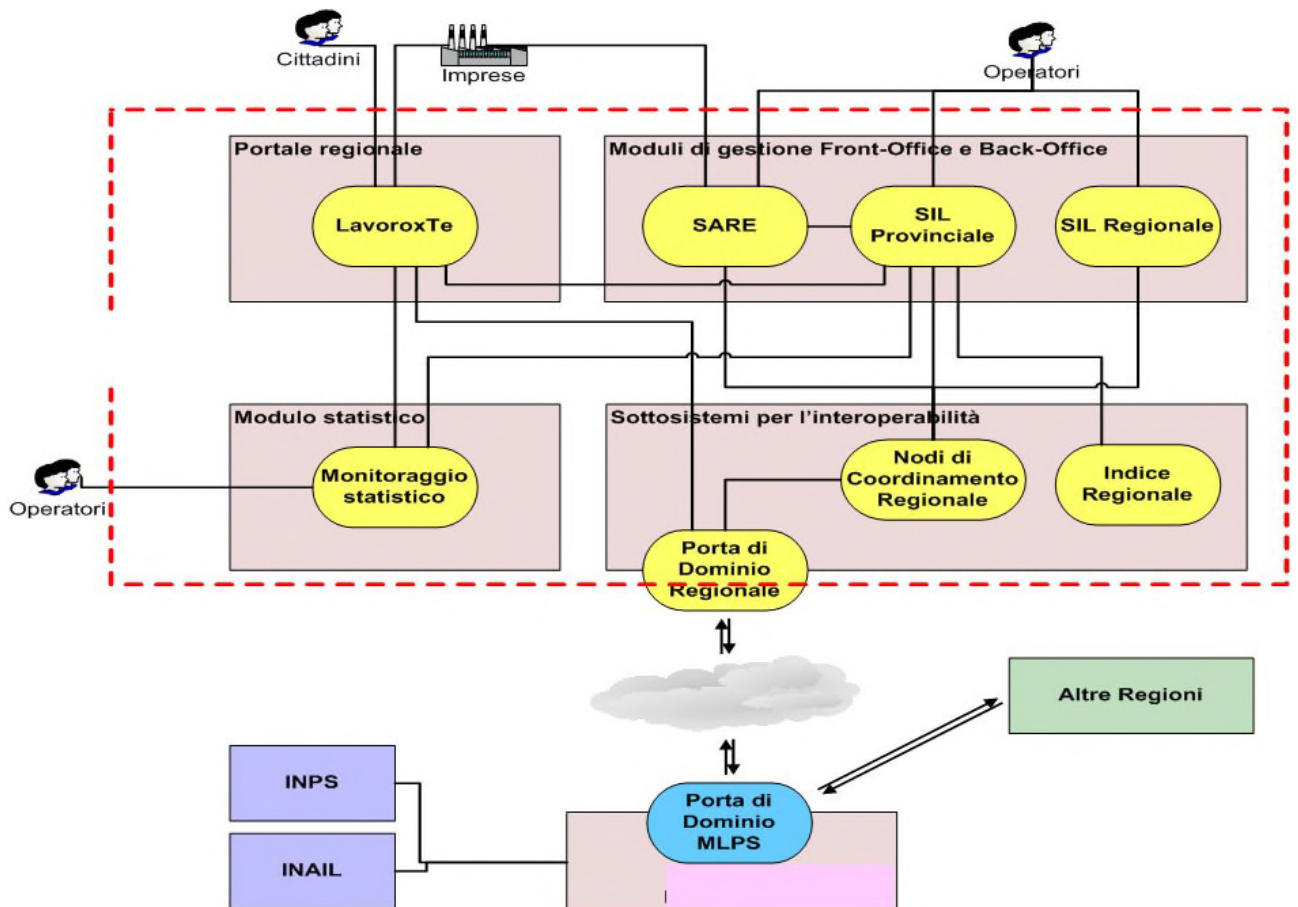 Cittadini
Imprese
Operatori
Portale regionale
Moduli di gestione Front-Office e Back-Office
LavoroxTe
SARE
SIL
Provinciale
SIL Regionale
Modulo statistico
Sottosistemi per l'interoperabilità
Operatori
Monitoraggio
statistico
Nodi di
Coordinamento
Regionale
Indice
Regionale
Porta di
Dominio
Regionale
Altre Regioni
INPS
INAIL
Porta di
Dominio
MLPS